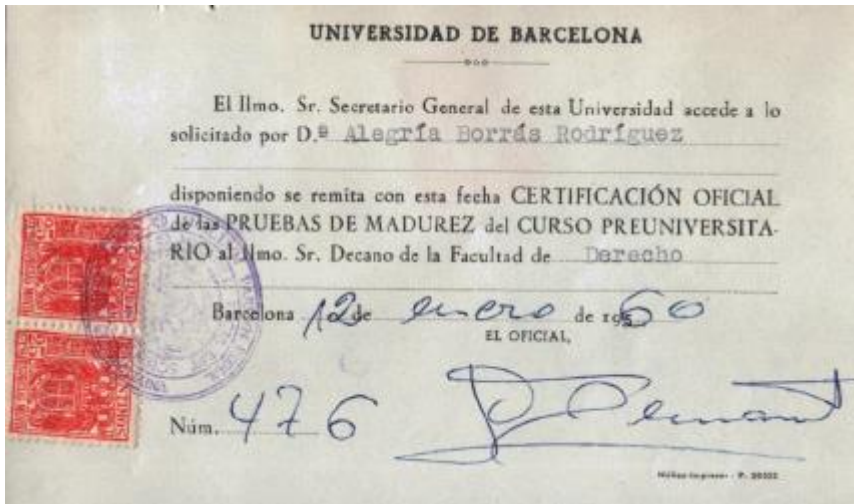 UNIVERSIDAD DE BARCELONA
El Ilmo. Sr. Secretario General de esta Universidad accede a lo
solicitado por D.ª Alegría Borrás Rodríguez
disponiendo se remita con esta fecha CERTIFICACIÓN OFICIAL
de las PRUEBAS DE MADUREZ del CURSO PREUNIVERSITA-
RIO al Ilmo. Sr. Decano de la Facultad de Derecho
Barcelona 12 de enero de 1960
EL OFICIAL,
Núm. 476